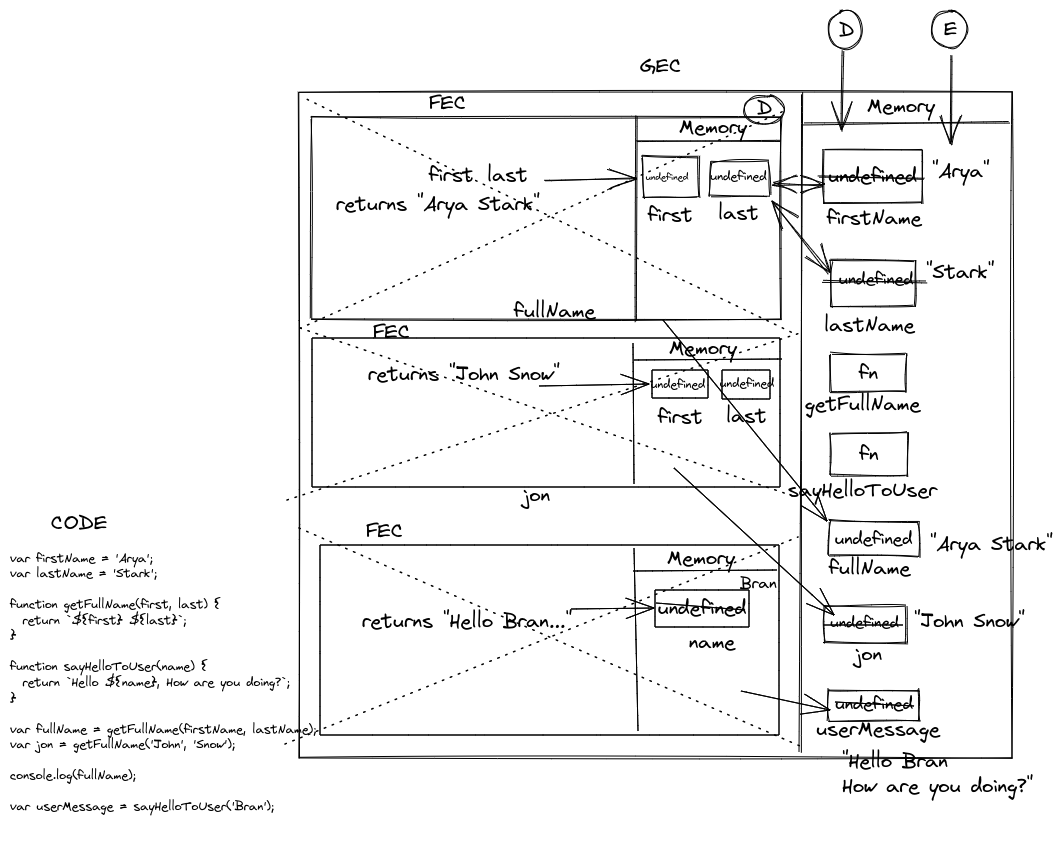 D
E
GEC
FEC
D
Memory
Memory
first last
returns "Arya Stark"
undefined
undefined
first
last
undefined
"Arya"
firstName
undefined
"Stark"
lastName
fullName
FEC
Memory
returns "John Snow"
undefined
undefined
first
last
jon
fn
getFullName
fn
sayHelloToUser
undefined
"Arya Stark"
fullName
FEC
Memory
Bran
returns "Hello Bran..."
undefined
name
undefined
"John Snow"
jon
undefined
userMessage
"Hello Bran
How are you doing?"
CODE
var firstName = 'Arya';
var lastName = 'Stark';
function getFullName(first, last) {
return `${first} ${last}`;
}
function sayHelloToUser(name) {
return `Hello ${name}, How are you doing?`;
}
var fullName = getFullName(firstName, lastName);
var jon = getFullName('John', 'Snow');
console.log(fullName);
var userMessage = sayHelloToUser('Bran');